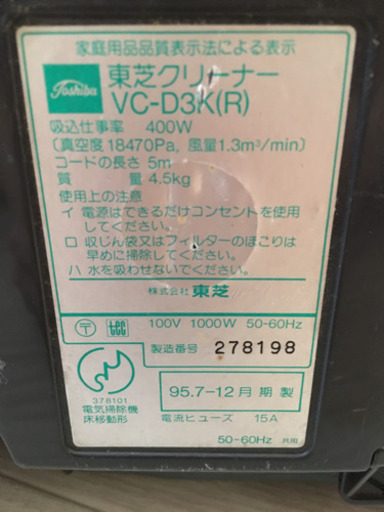 家庭用品品質表示法による表示
Toshiba
東芝クリーナー
VC-D3K(R)
吸込仕事率 400W
(真空度18470Pa, 風量1.3m³/min)
コードの長さ 5m
質 量 4.5kg
使用上の注意
イ 電源はできるだけコンセントを使用
してください。
ロ 収じん袋又はフィルターのほこりは
早めに掃除してください。
ハ 水を吸わせないでください。
株式会社 東芝
〒 100V 1000W 50-60Hz
製造番号 278198
378101
電気掃除機
床移動形
95.7-12月期製
電流ヒューズ 15A
50-60Hz 共用